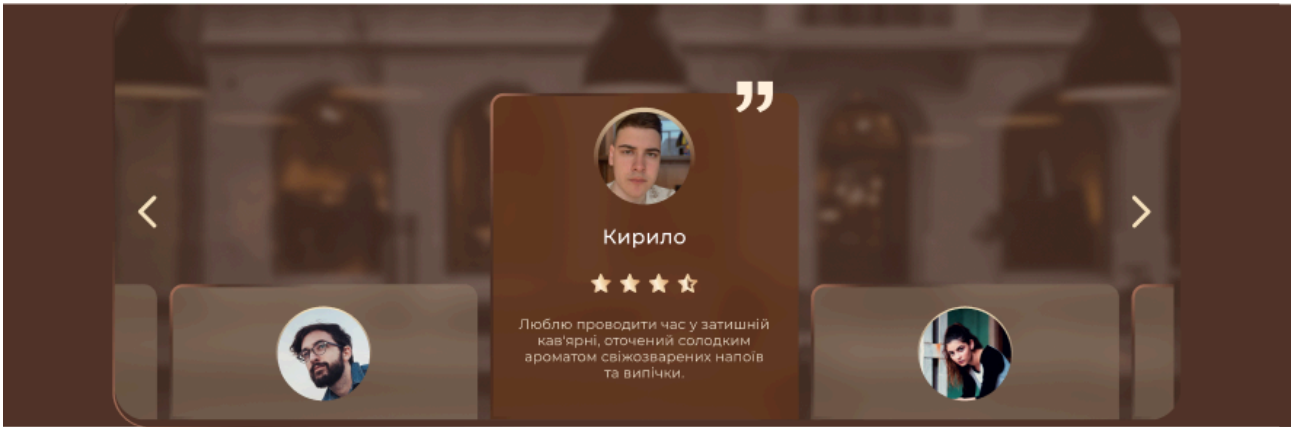 ”
Кирило
Люблю проводити час у затишній
кав'ярні, оточений солодким
ароматом свіжозварених напоїв
та випічки.